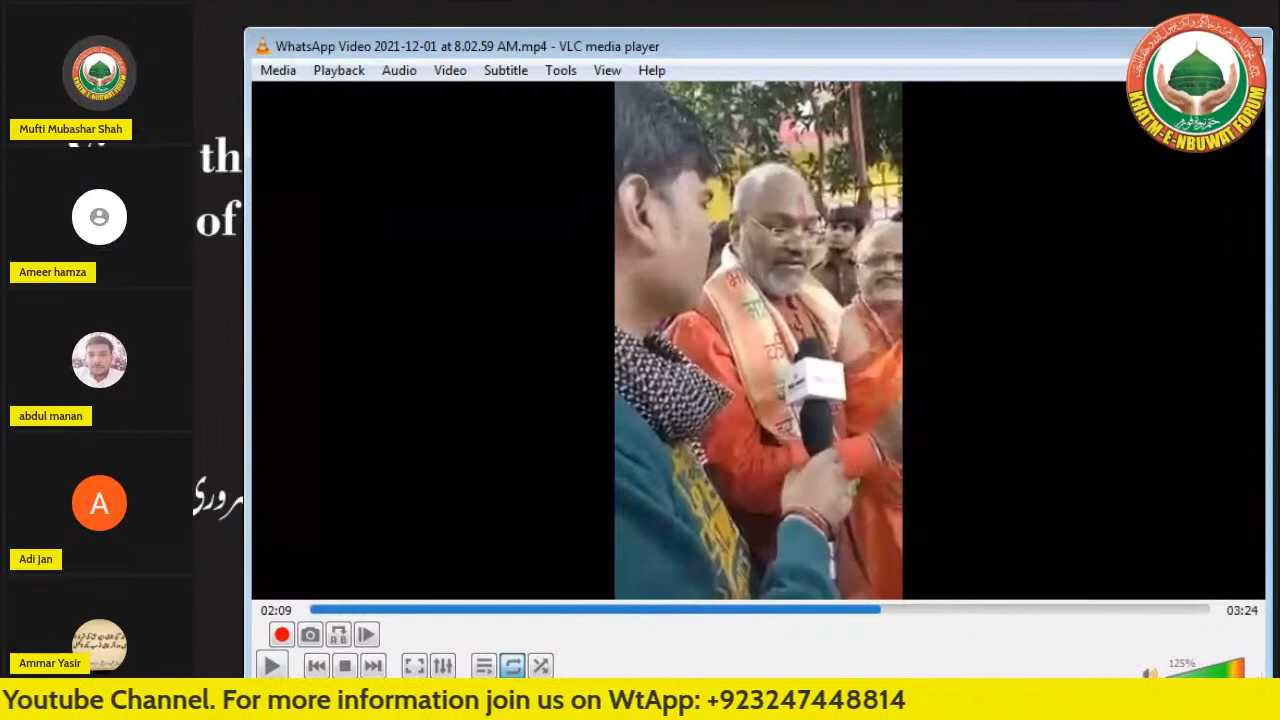 WhatsApp Video 2021-12-01 at 8.02.59 AM.mp4 - VLC media player
Media Playback Audio Video Subtitle Tools View Help
KHATM-E-NBUWAT FORUM
Mufti Mubashar Shah
th
of
Ameer hamza
abdul manan
A
Adi Jan
Ammar Yasir
02:09
03:24
125%
Youtube Channel. For more information join us on WtApp: +923247448814